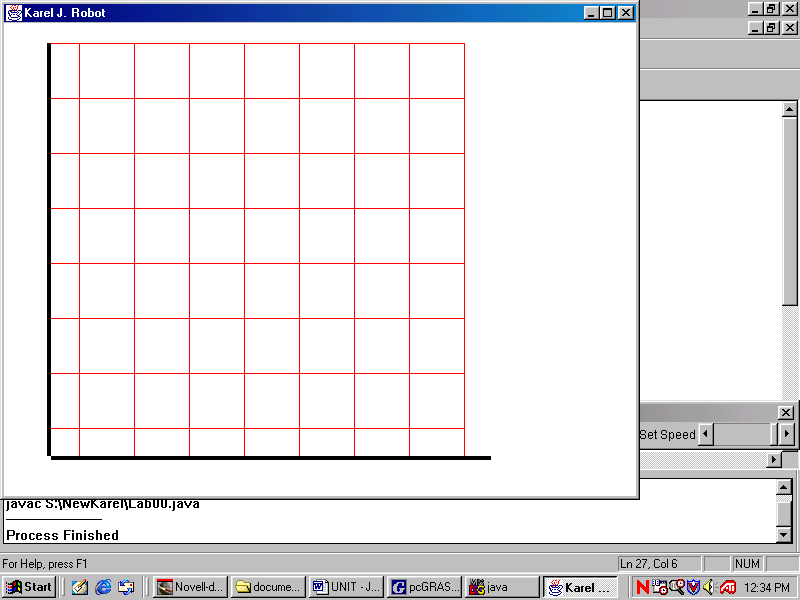 Karel J. Robot
Set Speed
javac S:\NewKarel\Lab00.java
Process Finished
For Help, press F1
Ln 27, Col 6
NUM
Start
Novell-d...
docume...
UNIT - J...
pcGRAS...
java
Karel ...
12:34 PM